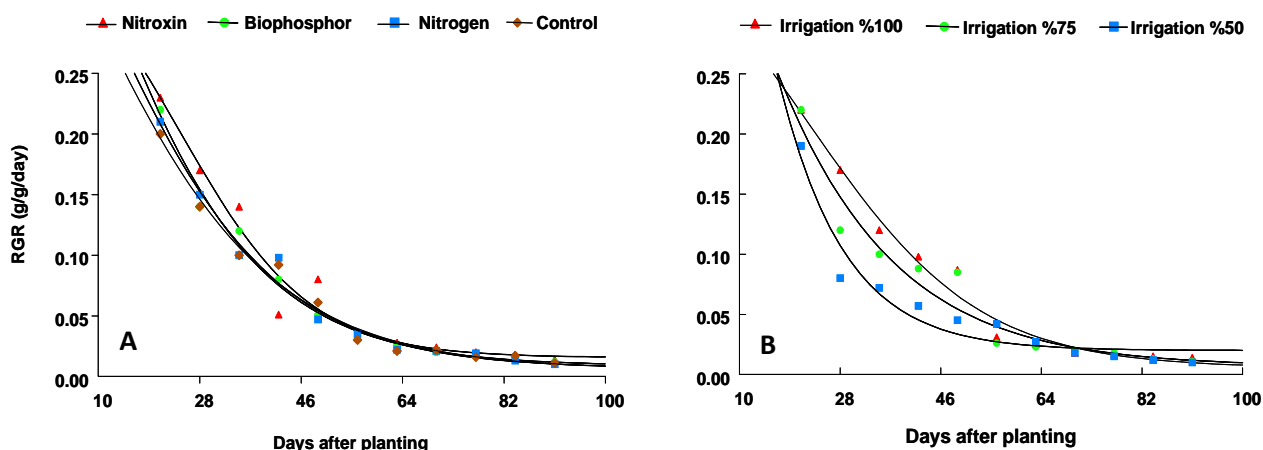 Nitroxin Biophosphor Nitrogen Control
RGR (g/g/day)
0.25
0.20
0.15
0.10
0.05
0.00
A
10 28 46 64 82 100
Days after planting
Irrigation %100 Irrigation %75 Irrigation %50
0.25
0.20
0.15
0.10
0.05
0.00
B
10 28 46 64 82 100
Days after planting